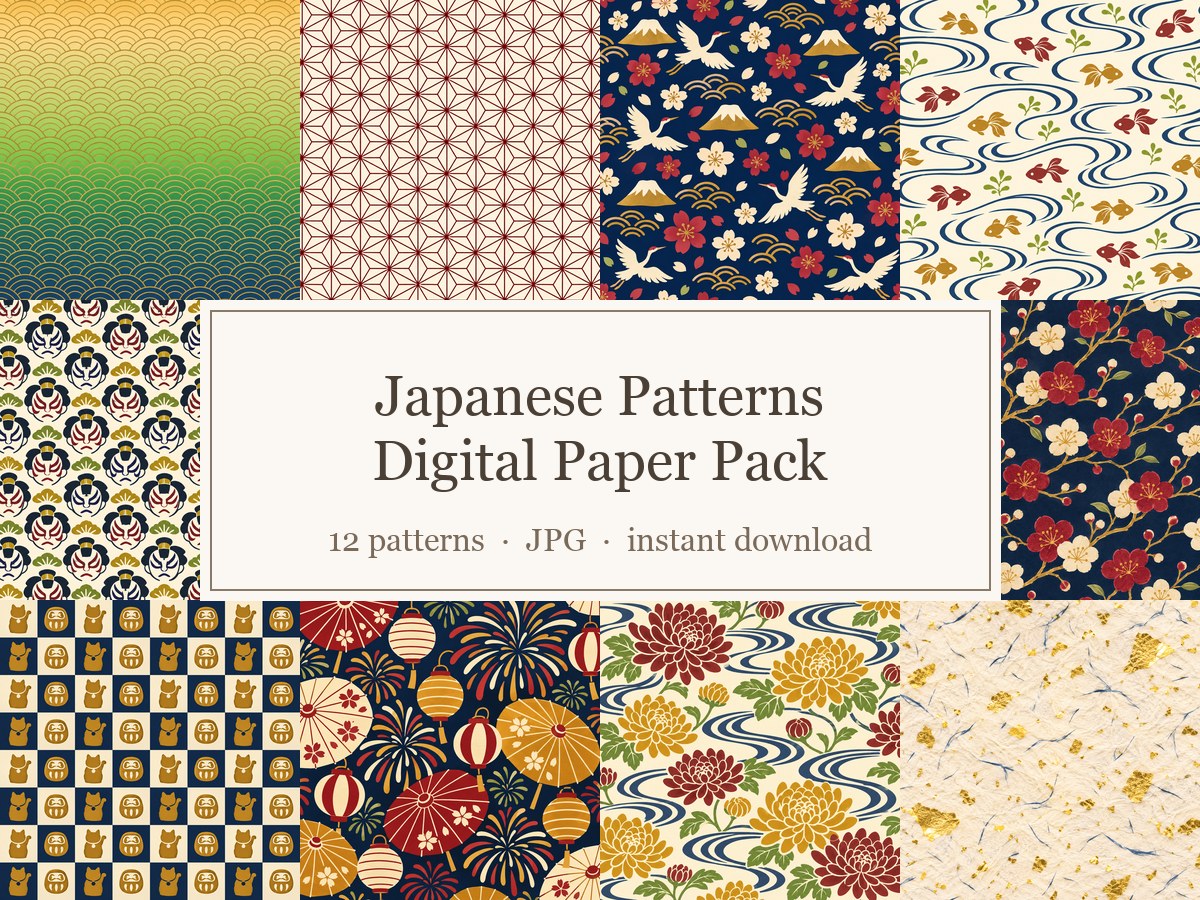 Japanese Patterns
Digital Paper Pack
12 patterns · JPG · instant download